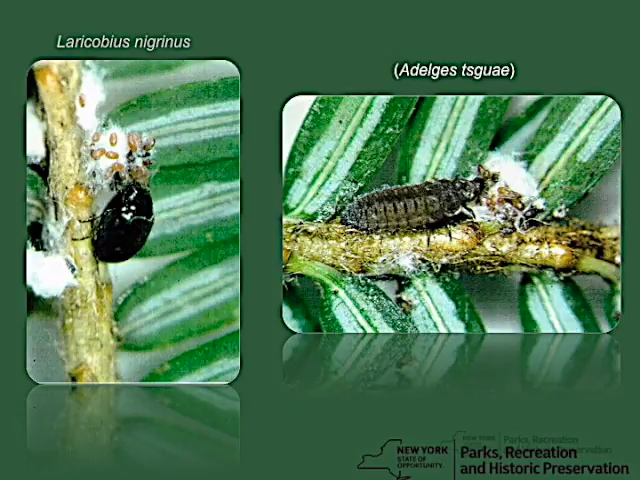 Laricobius nigrinus
(Adelges tsguae)
NEW YORK
STATE OF
OPPORTUNITY.
Parks, Recreation
and Historic Preservation